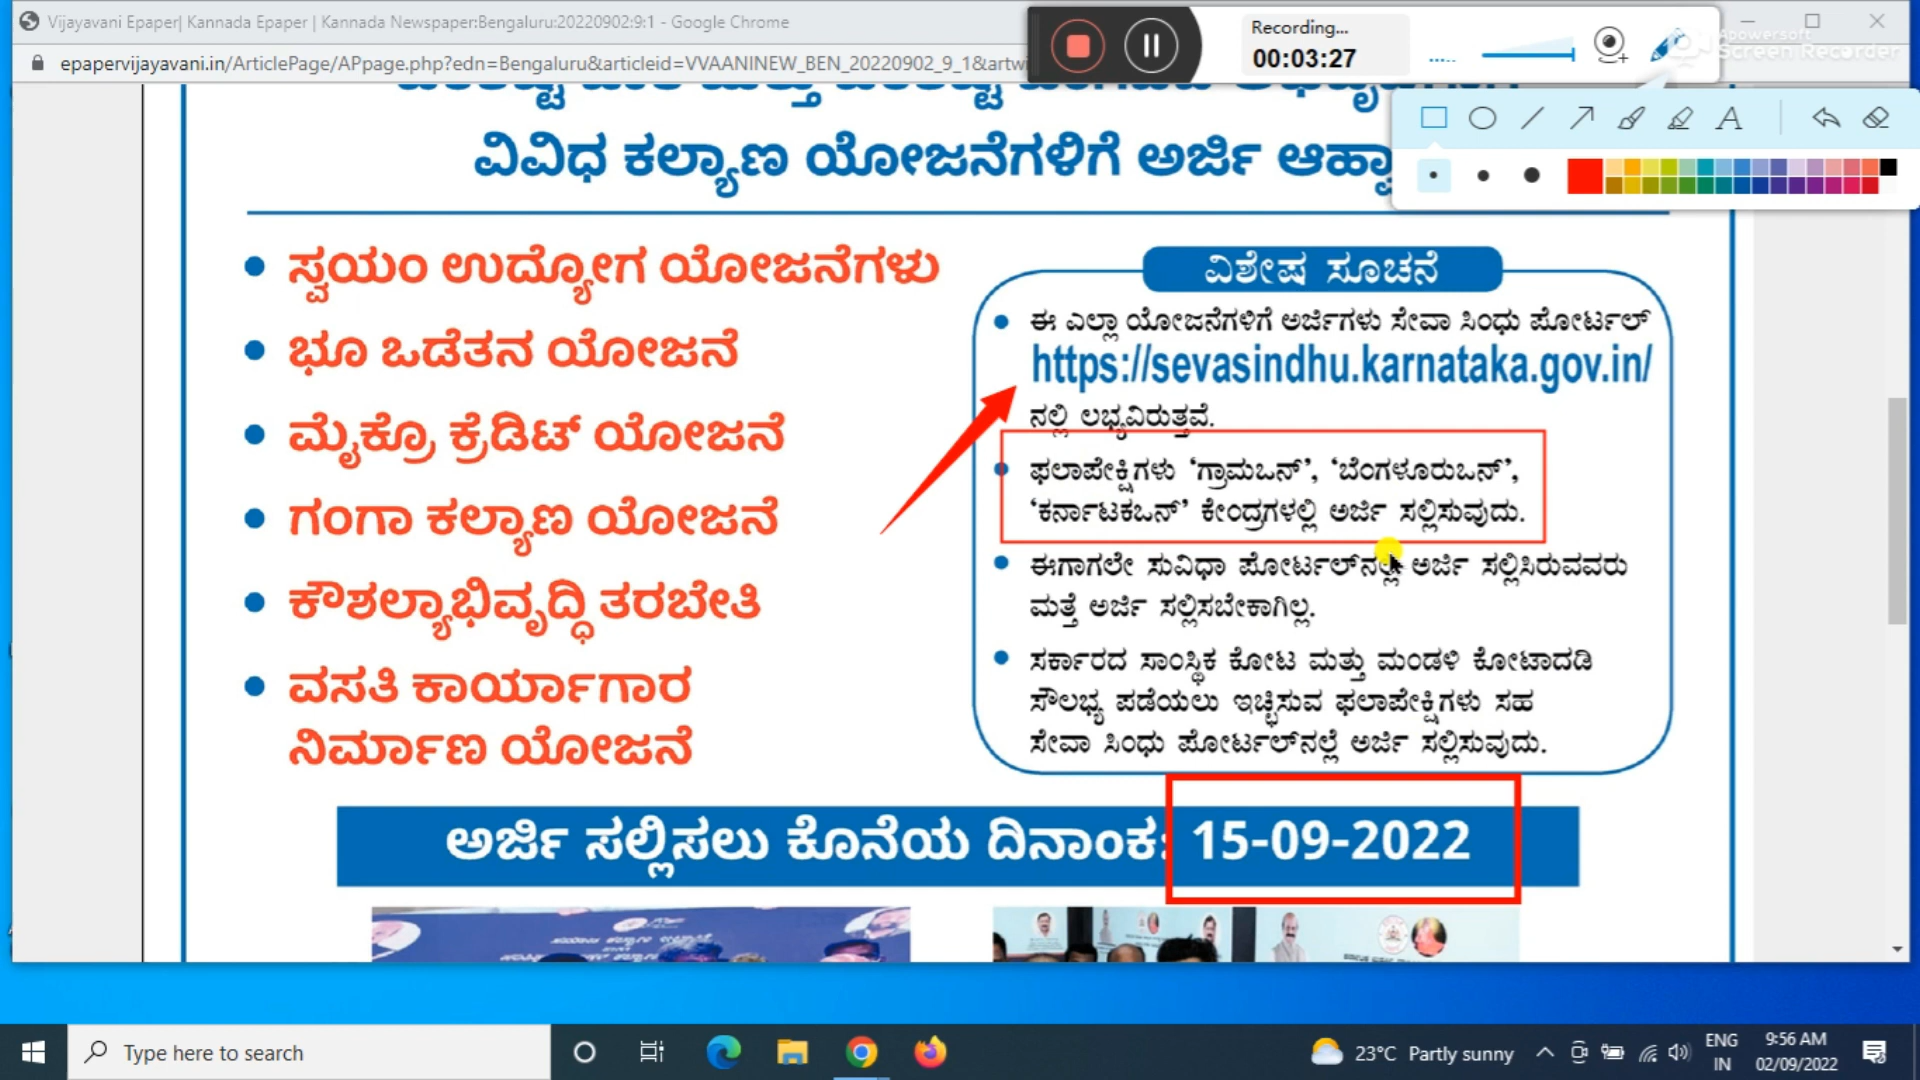 Vijayavani Epaper| Kannada Epaper | Kannada Newspaper:Bengaluru:20220902:9:1 - Google Chrome
epapervijayavani.in/ArticlePage/APpage.php?edn=Bengaluru&articleid=VVAANINEW_BEN_20220902_9_1&artwi
Recording...
00:03:27
Apowersoft
Screen Recorder
ವಿವಿಧ ಕಲ್ಯಾಣ ಯೋಜನೆಗಳಿಗೆ ಅರ್ಜಿ
ಸ್ವಯಂ ಉದ್ಯೋಗ ಯೋಜನೆಗಳು
ಭೂ ಒಡೆತನ ಯೋಜನೆ
ಮೈಕ್ರೊ ಕ್ರೆಡಿಟ್ ಯೋಜನೆ
ಗಂಗಾ ಕಲ್ಯಾಣ ಯೋಜನೆ
ಕೌಶಲ್ಯಾಭಿವೃದ್ಧಿ ತರಬೇತಿ
ವಸತಿ ಕಾರ್ಯಾಗಾರ
ನಿರ್ಮಾಣ ಯೋಜನೆ
ವಿಶೇಷ ಸೂಚನೆ
ಈ ಎಲ್ಲಾ ಯೋಜನೆಗಳಿಗೆ ಅರ್ಜಿಗಳು ಸೇವಾ ಸಿಂಧು ಪೋರ್ಟಲ್
https://sevasindhu.karnataka.gov.in/
ನಲ್ಲಿ ಲಭ್ಯವಿರುತ್ತವೆ.
ಫಲಾಪೇಕ್ಷಿಗಳು ‘ಗ್ರಾಮಒನ್’, ‘ಬೆಂಗಳೂರುಒನ್’,
‘ಕರ್ನಾಟಕಒನ್’ ಕೇಂದ್ರಗಳಲ್ಲಿ ಅರ್ಜಿ ಸಲ್ಲಿಸುವುದು.
ಈಗಾಗಲೇ ಸುವಿಧಾ ಪೋರ್ಟಲ್‌ನಲ್ಲಿ ಅರ್ಜಿ ಸಲ್ಲಿಸಿರುವವರು
ಮತ್ತೆ ಅರ್ಜಿ ಸಲ್ಲಿಸಬೇಕಾಗಿಲ್ಲ.
ಸರ್ಕಾರದ ಸಾಂಸ್ಥಿಕ ಕೋಟ ಮತ್ತು ಮಂಡಳಿ ಕೋಟಾದಡಿ
ಸೌಲಭ್ಯ ಪಡೆಯಲು ಇಚ್ಛಿಸುವ ಫಲಾಪೇಕ್ಷಿಗಳು ಸಹ
ಸೇವಾ ಸಿಂಧು ಪೋರ್ಟಲ್‌ನಲ್ಲೆ ಅರ್ಜಿ ಸಲ್ಲಿಸುವುದು.
ಅರ್ಜಿ ಸಲ್ಲಿಸಲು ಕೊನೆಯ ದಿನಾಂಕ: 15-09-2022
Type here to search
23°C Partly sunny
ENG
IN
9:56 AM
02/09/2022